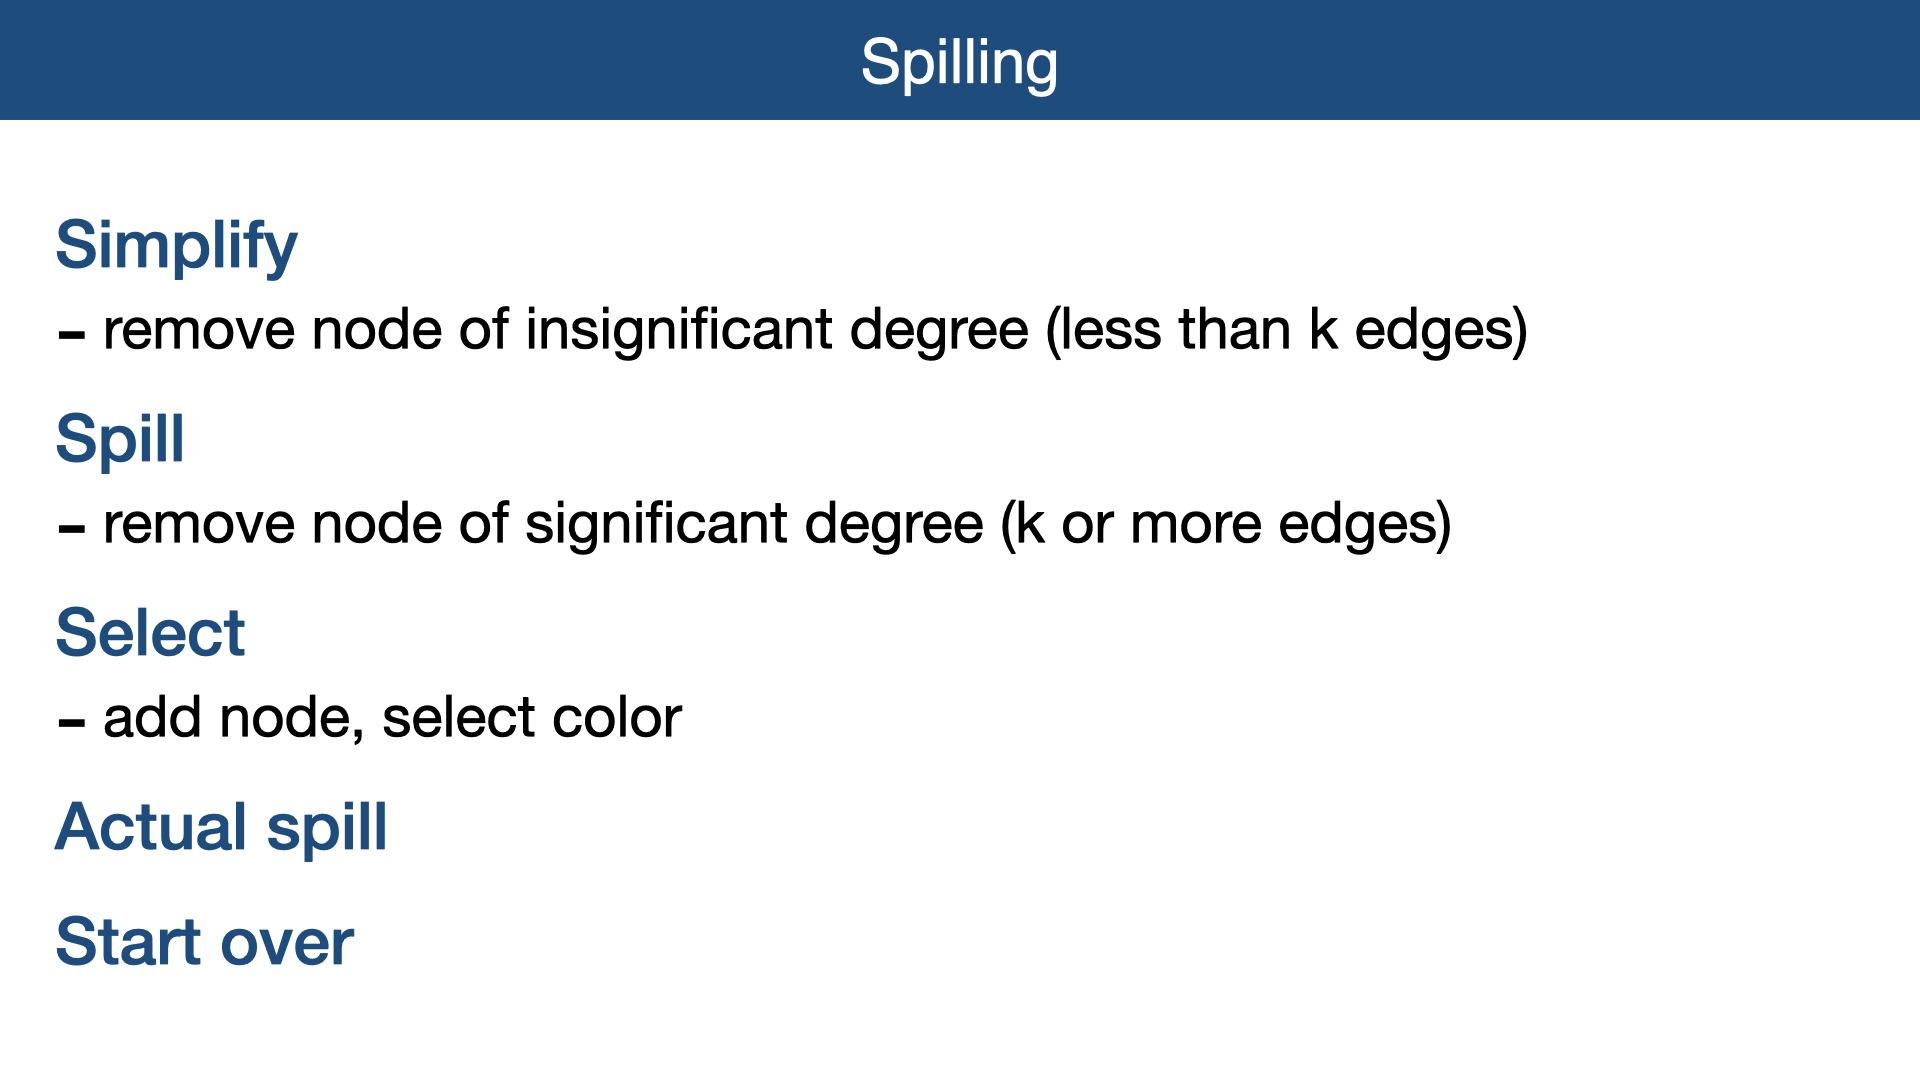 Spilling
Simplify
- remove node of insignificant degree (less than k edges)
Spill
- remove node of significant degree (k or more edges)
Select
- add node, select color
Actual spill
Start over